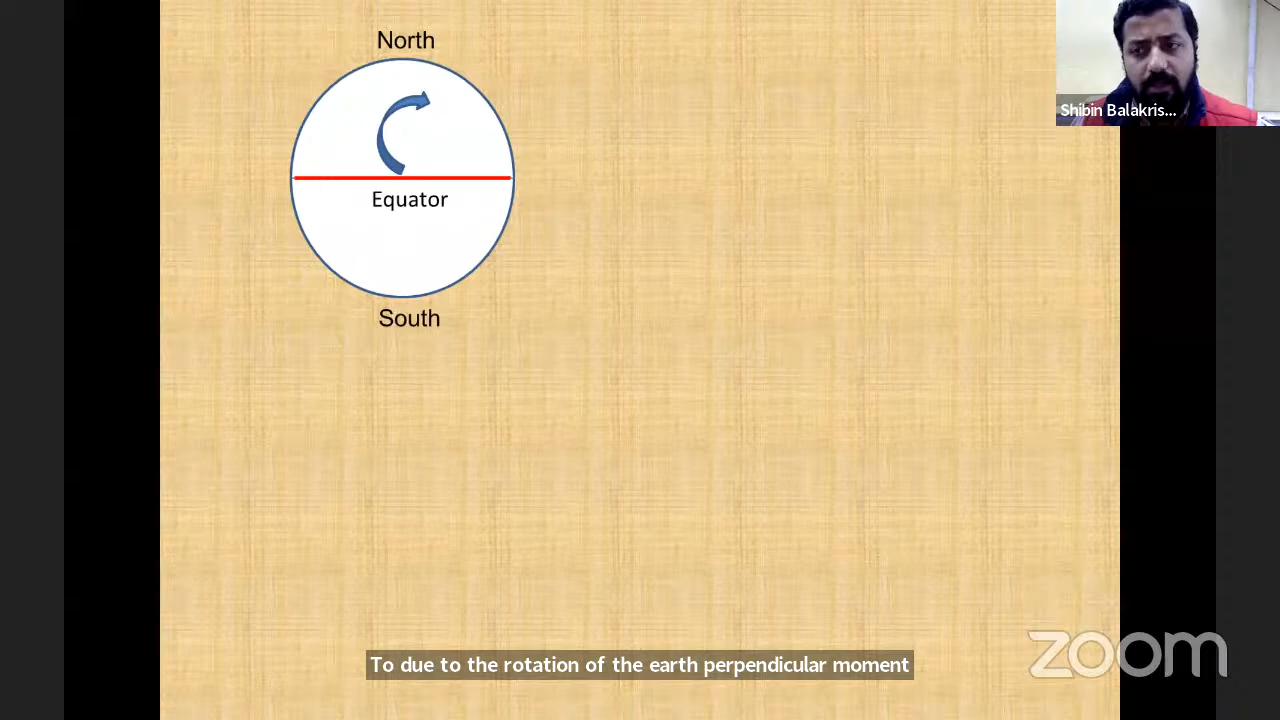 North
Shibin Balakris...
Equator
South
To due to the rotation of the earth perpendicular moment
zoom